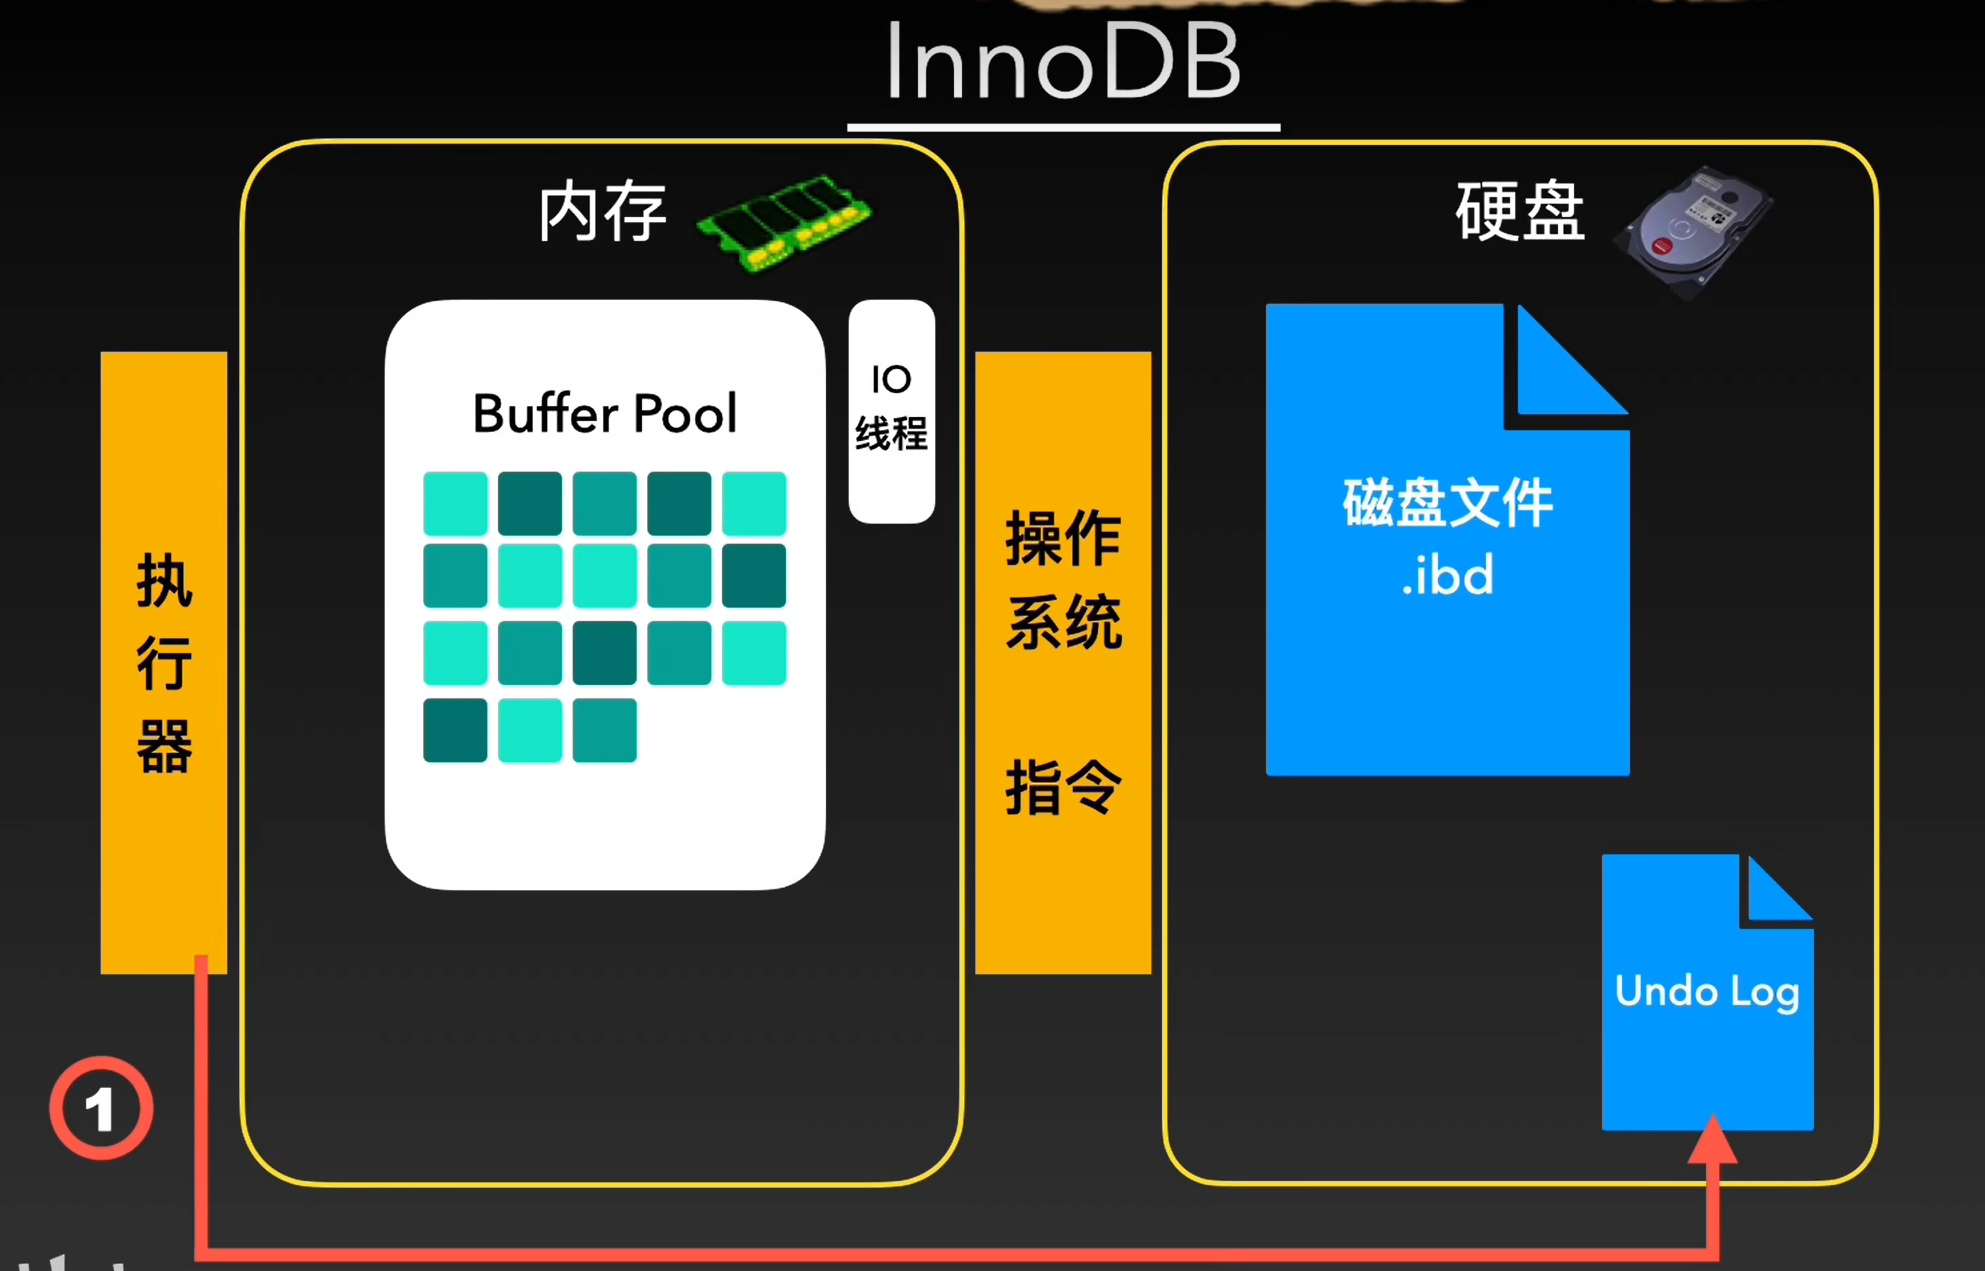 InnoDB
内存
硬盘
执
行
器
Buffer Pool
IO
线程
操作
系统
指令
磁盘文件
.ibd
Undo Log
1